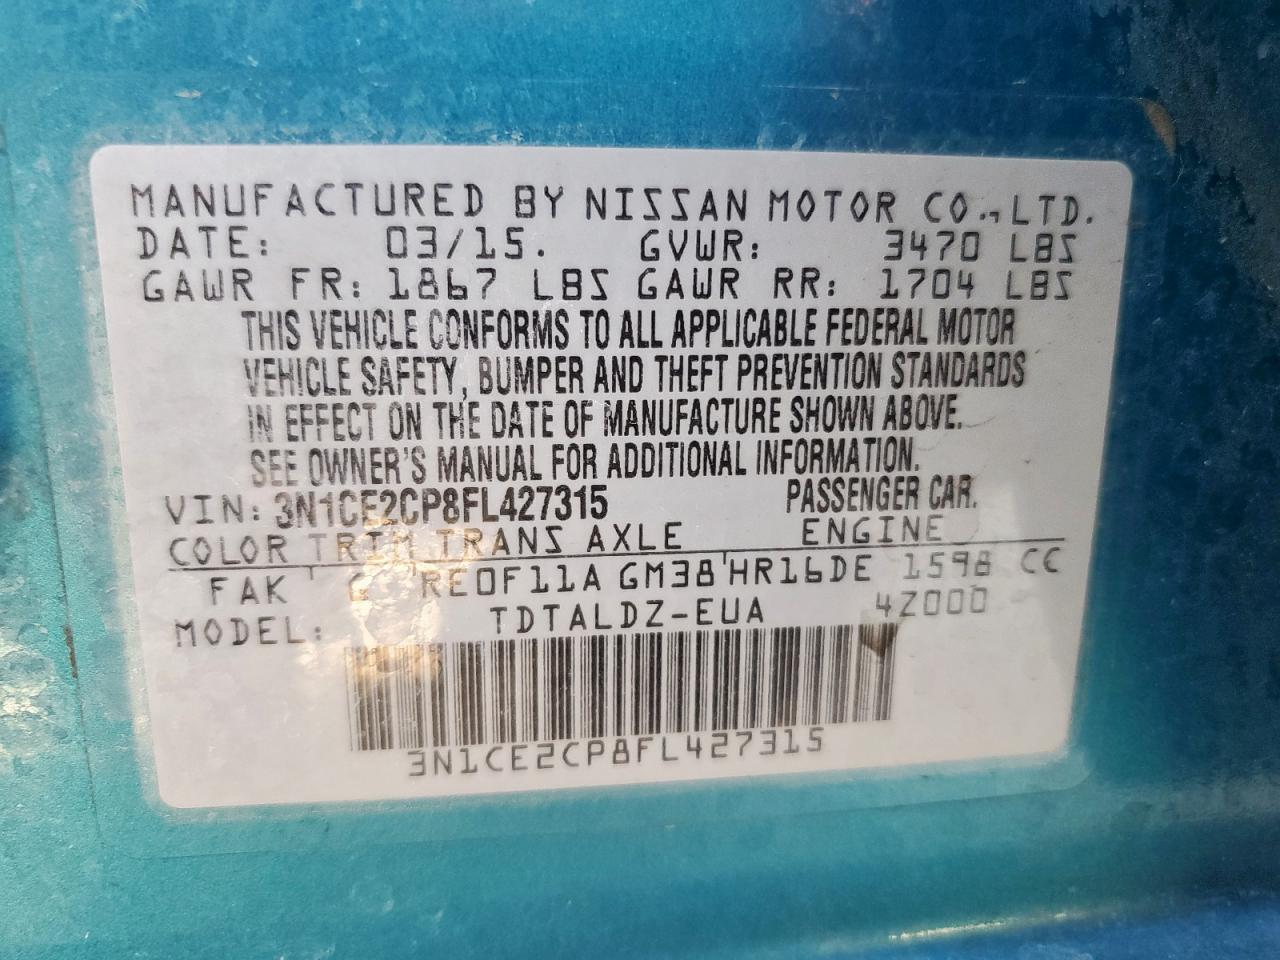 MANUFACTURED BY NISSAN MOTOR CO., LTD.
DATE: 03/15. GVWR: 3470 LBS
GAWR FR: 1867 LBS GAWR RR: 1704 LBS
THIS VEHICLE CONFORMS TO ALL APPLICABLE FEDERAL MOTOR
VEHICLE SAFETY, BUMPER AND THEFT PREVENTION STANDARDS
IN EFFECT ON THE DATE OF MANUFACTURE SHOWN ABOVE.
SEE OWNER'S MANUAL FOR ADDITIONAL INFORMATION.
VIN: 3N1CE2CP8FL427315 PASSENGER CAR.
COLOR TRIM TRANS AXLE ENGINE
FAK G RE0F11A GM38 HR16DE 1598 CC
MODEL: TDTALDZ-EUA 4Z000
3N1CE2CP8FL427315